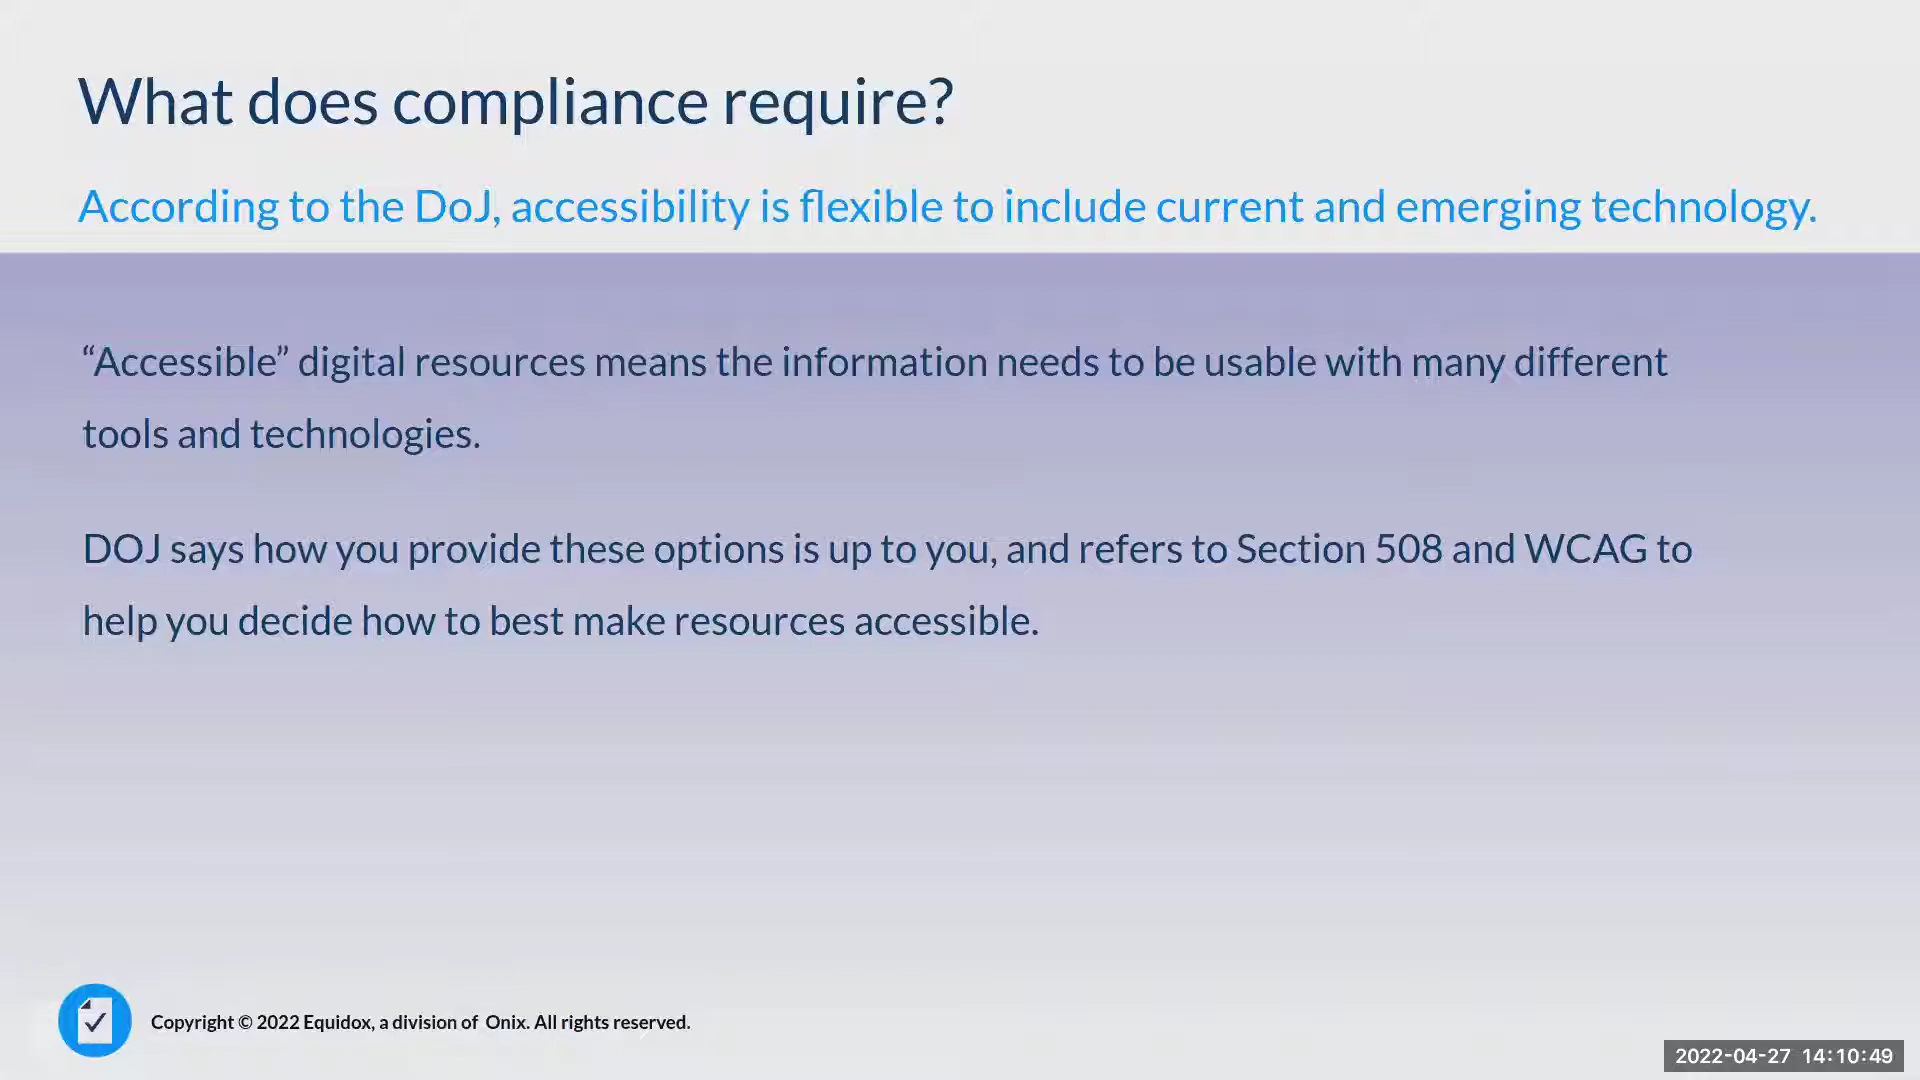 What does compliance require?
According to the DoJ, accessibility is flexible to include current and emerging technology.
“Accessible” digital resources means the information needs to be usable with many different
tools and technologies.
DOJ says how you provide these options is up to you, and refers to Section 508 and WCAG to
help you decide how to best make resources accessible.
Copyright © 2022 Equidox, a division of Onix. All rights reserved.
2022-04-27 14:10:49